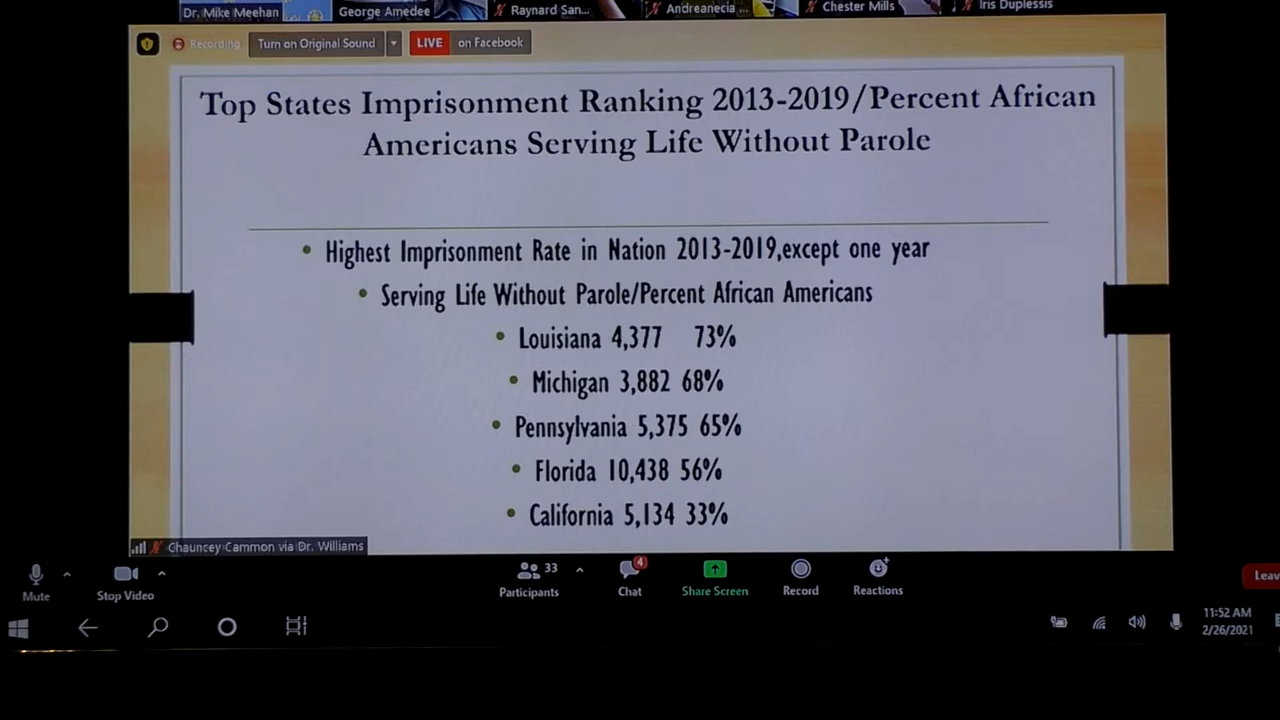 Dr. Mike Meehan
George Amedee
Raynard San...
Andreanecia ...
Chester Mills
Iris Duplessis
Recording
Turn on Original Sound
LIVE on Facebook
Top States Imprisonment Ranking 2013-2019/Percent African
Americans Serving Life Without Parole
• Highest Imprisonment Rate in Nation 2013-2019,except one year
• Serving Life Without Parole/Percent African Americans
• Louisiana 4,377 73%
• Michigan 3,882 68%
• Pennsylvania 5,375 65%
• Florida 10,438 56%
• California 5,134 33%
Chauncey Cammon via Dr. Williams
Mute
Stop Video
33
Participants
4
Chat
Share Screen
Record
Reactions
Leav
11:52 AM
2/26/2021